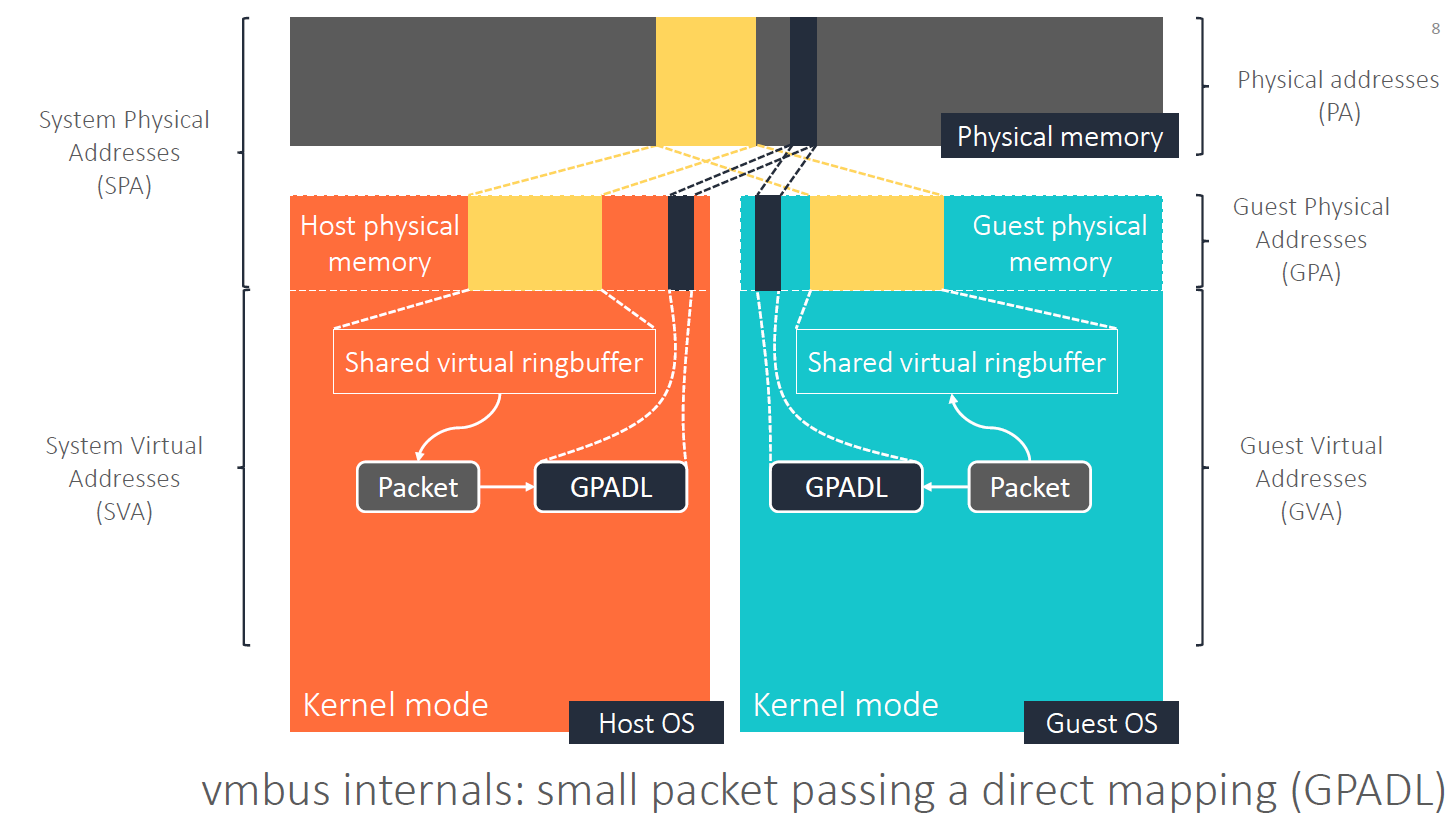 8
System Physical
Addresses
(SPA)
Physical addresses
(PA)
Physical memory
Host physical
memory
Guest physical
memory
Guest Physical
Addresses
(GPA)
Shared virtual ringbuffer
Shared virtual ringbuffer
System Virtual
Addresses
(SVA)
Packet
GPADL
GPADL
Packet
Guest Virtual
Addresses
(GVA)
Kernel mode
Host OS
Kernel mode
Guest OS
vmbus internals: small packet passing a direct mapping (GPADL)